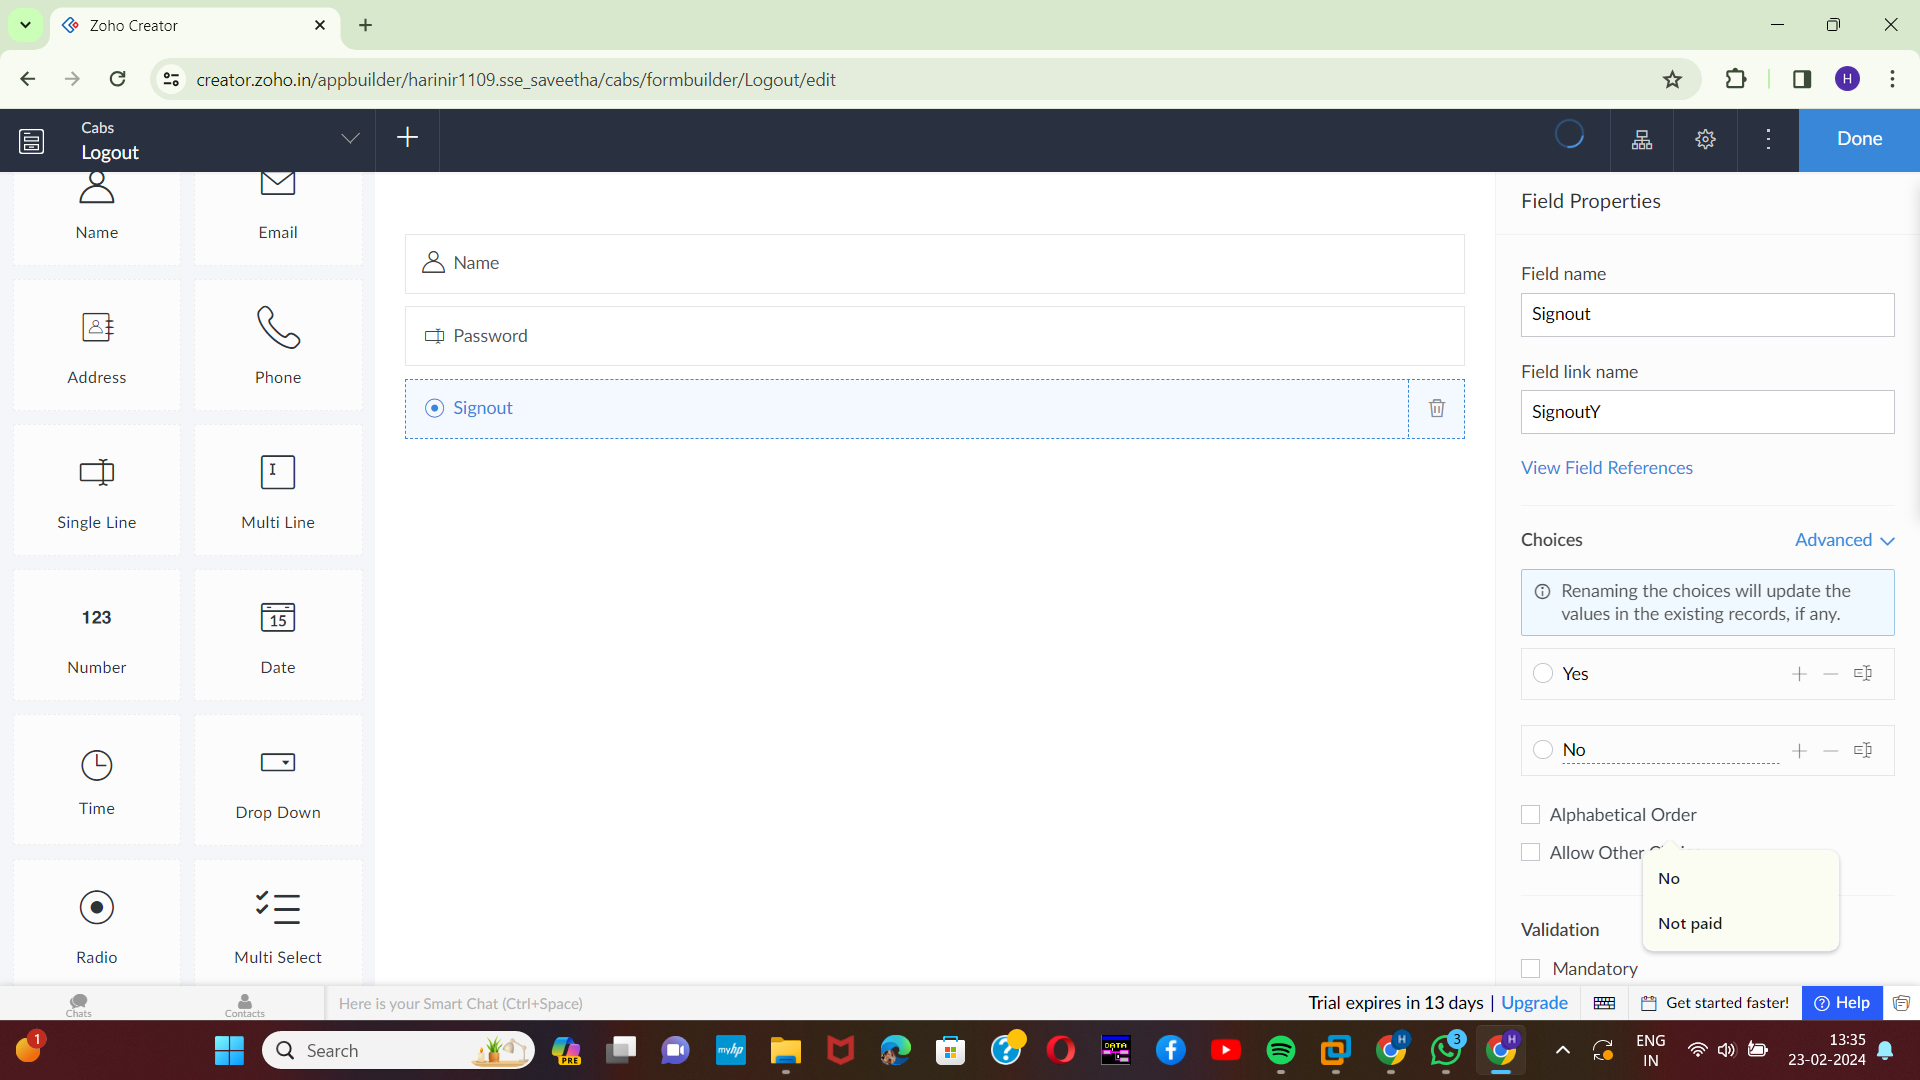 Zoho Creator
creator.zoho.in/appbuilder/harinir1109.sse_saveetha/cabs/formbuilder/Logout/edit
H
Cabs
Logout
Done
Name
Email
Address
Phone
Single Line
I
Multi Line
123
Number
15
Date
Time
Drop Down
Radio
Multi Select
Name
Password
Signout
Field Properties
Field name
Signout
Field link name
SignoutY
View Field References
Choices
Advanced
Renaming the choices will update the
values in the existing records, if any.
Yes
No
Alphabetical Order
Allow Other
No
Not paid
Validation
Mandatory
Chats
Contacts
Here is your Smart Chat (Ctrl+Space)
Trial expires in 13 days | Upgrade
Get started faster!
Help
1
Search
PRE
myhp
DATA
H
3
H
ENG
IN
13:35
23-02-2024